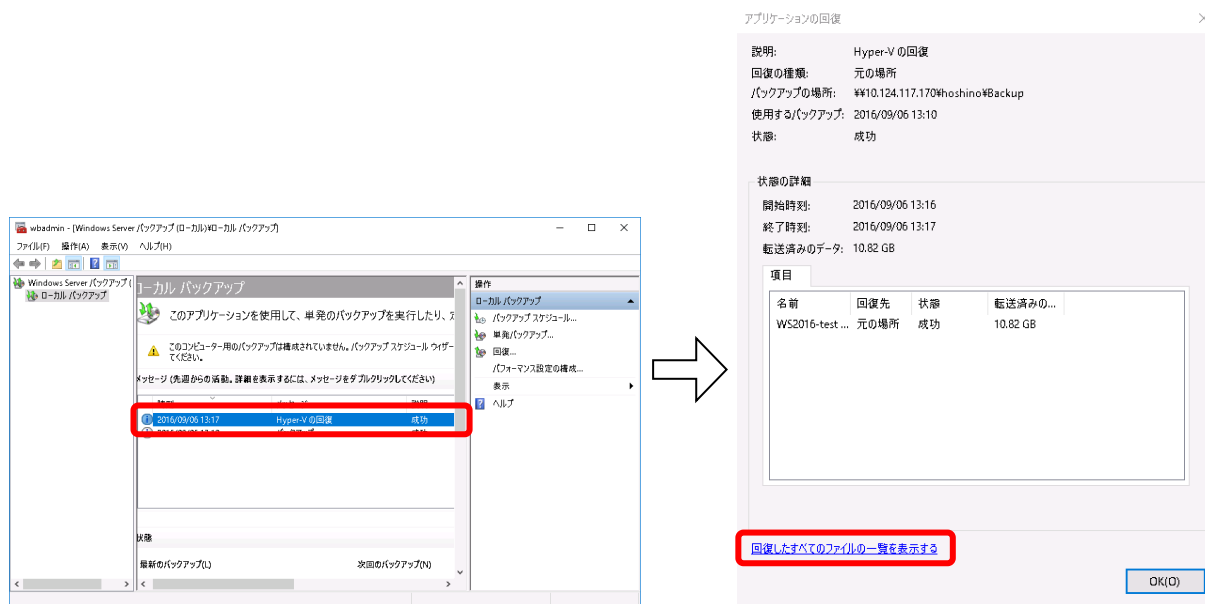 wbadmin - [Windows Server バックアップ (ローカル)¥ローカル バックアップ]
ファイル(F) 操作(A) 表示(V) ヘルプ(H)
Windows Server バックアップ (
ローカル バックアップ
ローカル バックアップ
このアプリケーションを使用して、単発のバックアップを実行したり、
このコンピューター用のバックアップは構成されていません。バックアップ スケジュール ウィザー
てください。
メッセージ (先週からの活動。詳細を表示するには、メッセージをダブルクリックしてください)
2016/09/06 13:17 Hyper-V の回復 成功
状態
最新のバックアップ(L) 次回のバックアップ(N)
操作
ローカル バックアップ
バックアップ スケジュール...
単発バックアップ...
回復...
パフォーマンス設定の構成...
表示
ヘルプ
アプリケーションの回復
説明: Hyper-V の回復
回復の種類: 元の場所
バックアップの場所: ¥¥10.124.117.170¥hoshino¥Backup
使用するバックアップ: 2016/09/06 13:10
状態: 成功
状態の詳細
開始時刻: 2016/09/06 13:16
終了時刻: 2016/09/06 13:17
転送済みのデータ: 10.82 GB
項目
名前 回復先 状態 転送済みの...
WS2016-test ... 元の場所 成功 10.82 GB
回復したすべてのファイルの一覧を表示する
OK(O)